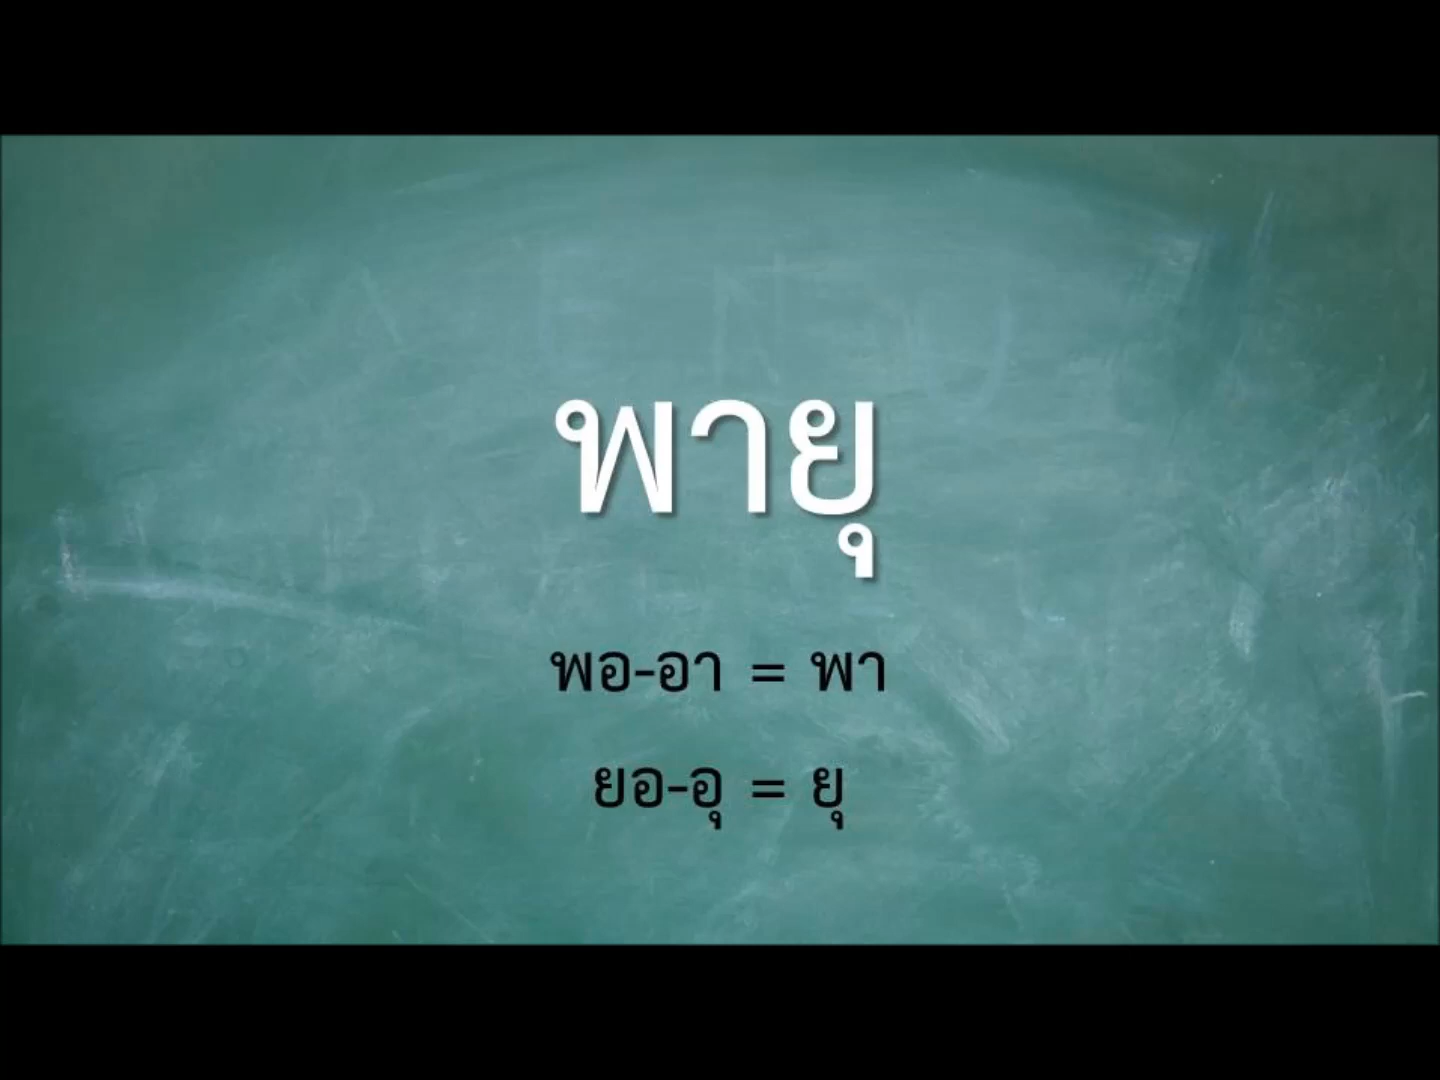 พายุ
พอ-อา = พา
ยอ-อุ = ยุ